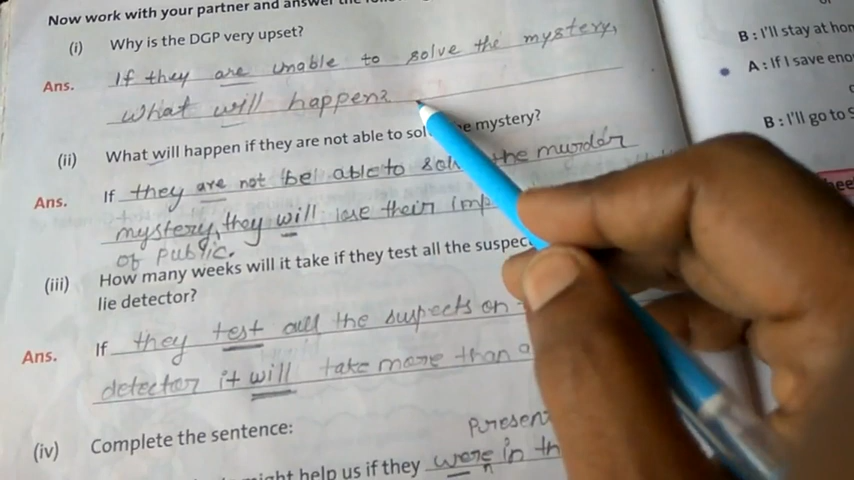 Now work with your partner and answer the
(i) Why is the DGP very upset?
Ans. If they are unable to solve the mystery,
What will happen?
(ii) What will happen if they are not able to sol mystery?
Ans. If they are not be able to the murder
mystery, they will lose their
of public.
(iii) How many weeks will it take if they test all the suspec
lie detector?
Ans. If they test all the suspects on
detector it will take more than a
(iv) Complete the sentence:
Present
ight help us if they were in th
B : I'll stay at hom
A : If I save eno
B : I'll go to S